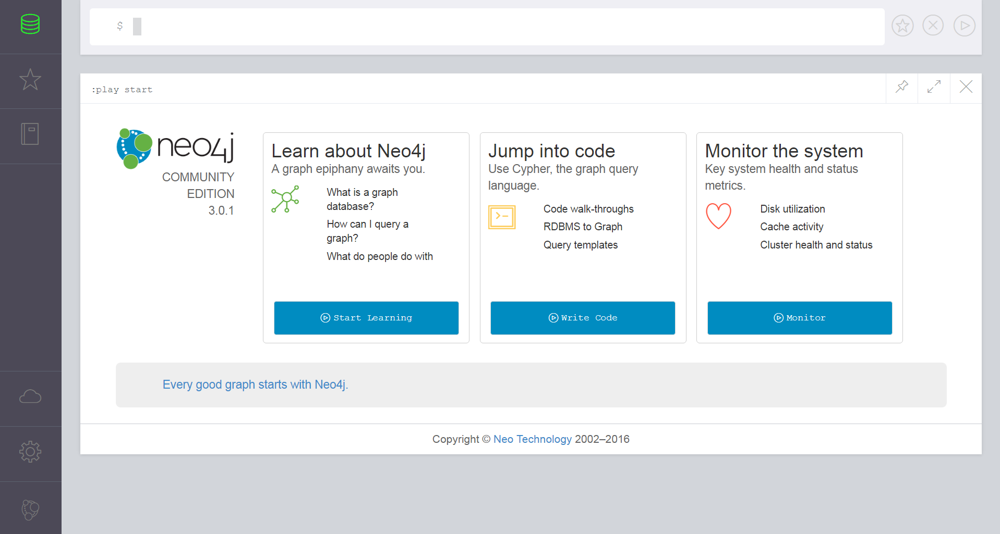 $
:play start
neo4j
COMMUNITY
EDITION
3.0.1
Learn about Neo4j
A graph epiphany awaits you.
What is a graph
database?
How can I query a
graph?
What do people do with
Start Learning
Jump into code
Use Cypher, the graph query
language.
Code walk-throughs
RDBMS to Graph
Query templates
Write Code
Monitor the system
Key system health and status
metrics.
Disk utilization
Cache activity
Cluster health and status
Monitor
Every good graph starts with Neo4j.
Copyright © Neo Technology 2002–2016